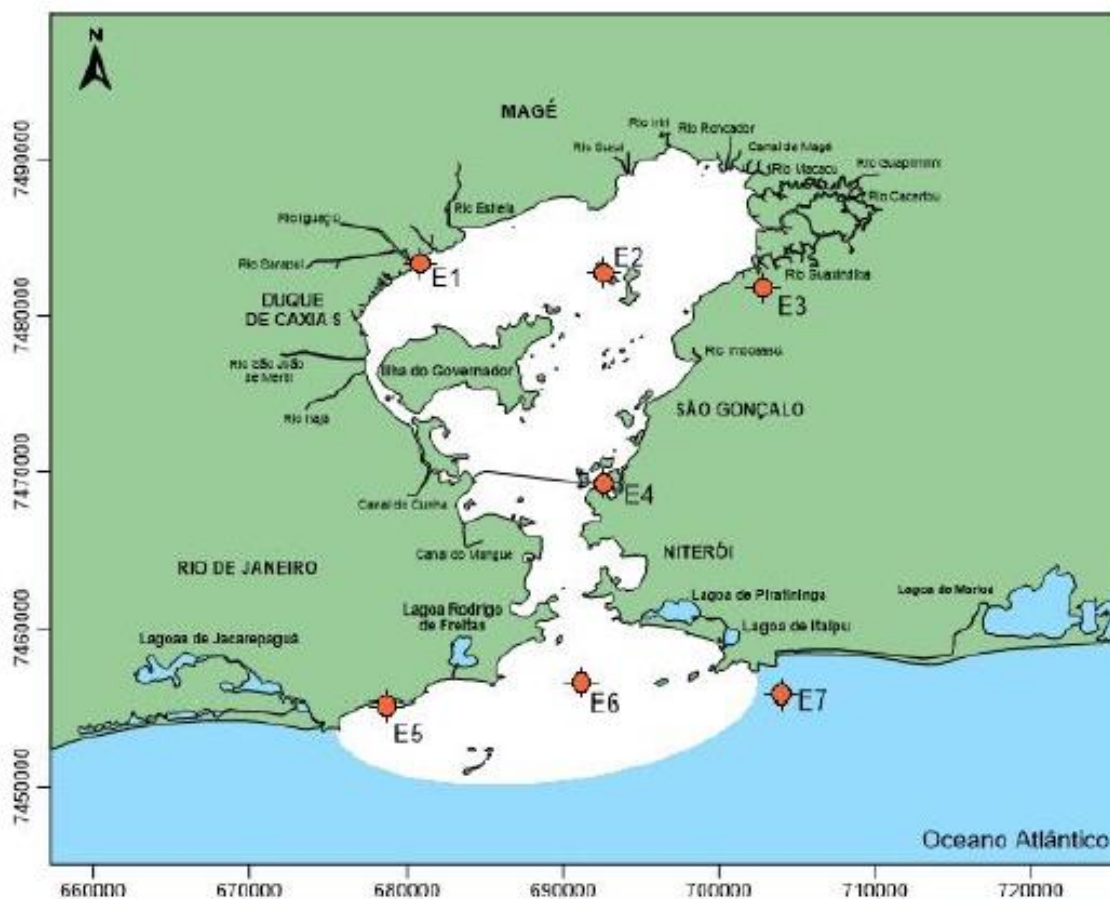 N
MAGÉ
Rio Iriri
Rio Roncador
Rio Suruí
Canal de Magé
Rio Macacu
Rio Guapimirim
Rio Caceribu
Rio Estrela
Rio Iguaçu
Rio Sarapuí
E1
E2
Rio Guaxindiba
E3
DUQUE
DE CAXIAS
Rio São João
de Meriti
Ilha do Governador
Rio Irajá
SÃO GONÇALO
E4
Canal do Cunha
Canal do Mangue
NITERÓI
RIO DE JANEIRO
Lagoa Rodrigo
de Freitas
Lagoa de Piratininga
Lagoa de Itaipu
Lagoa de Maricá
Lagoas de Jacarepaguá
E5
E6
E7
Oceano Atlântico
7490000
7480000
7470000
7460000
7450000
660000
670000
680000
690000
700000
710000
720000